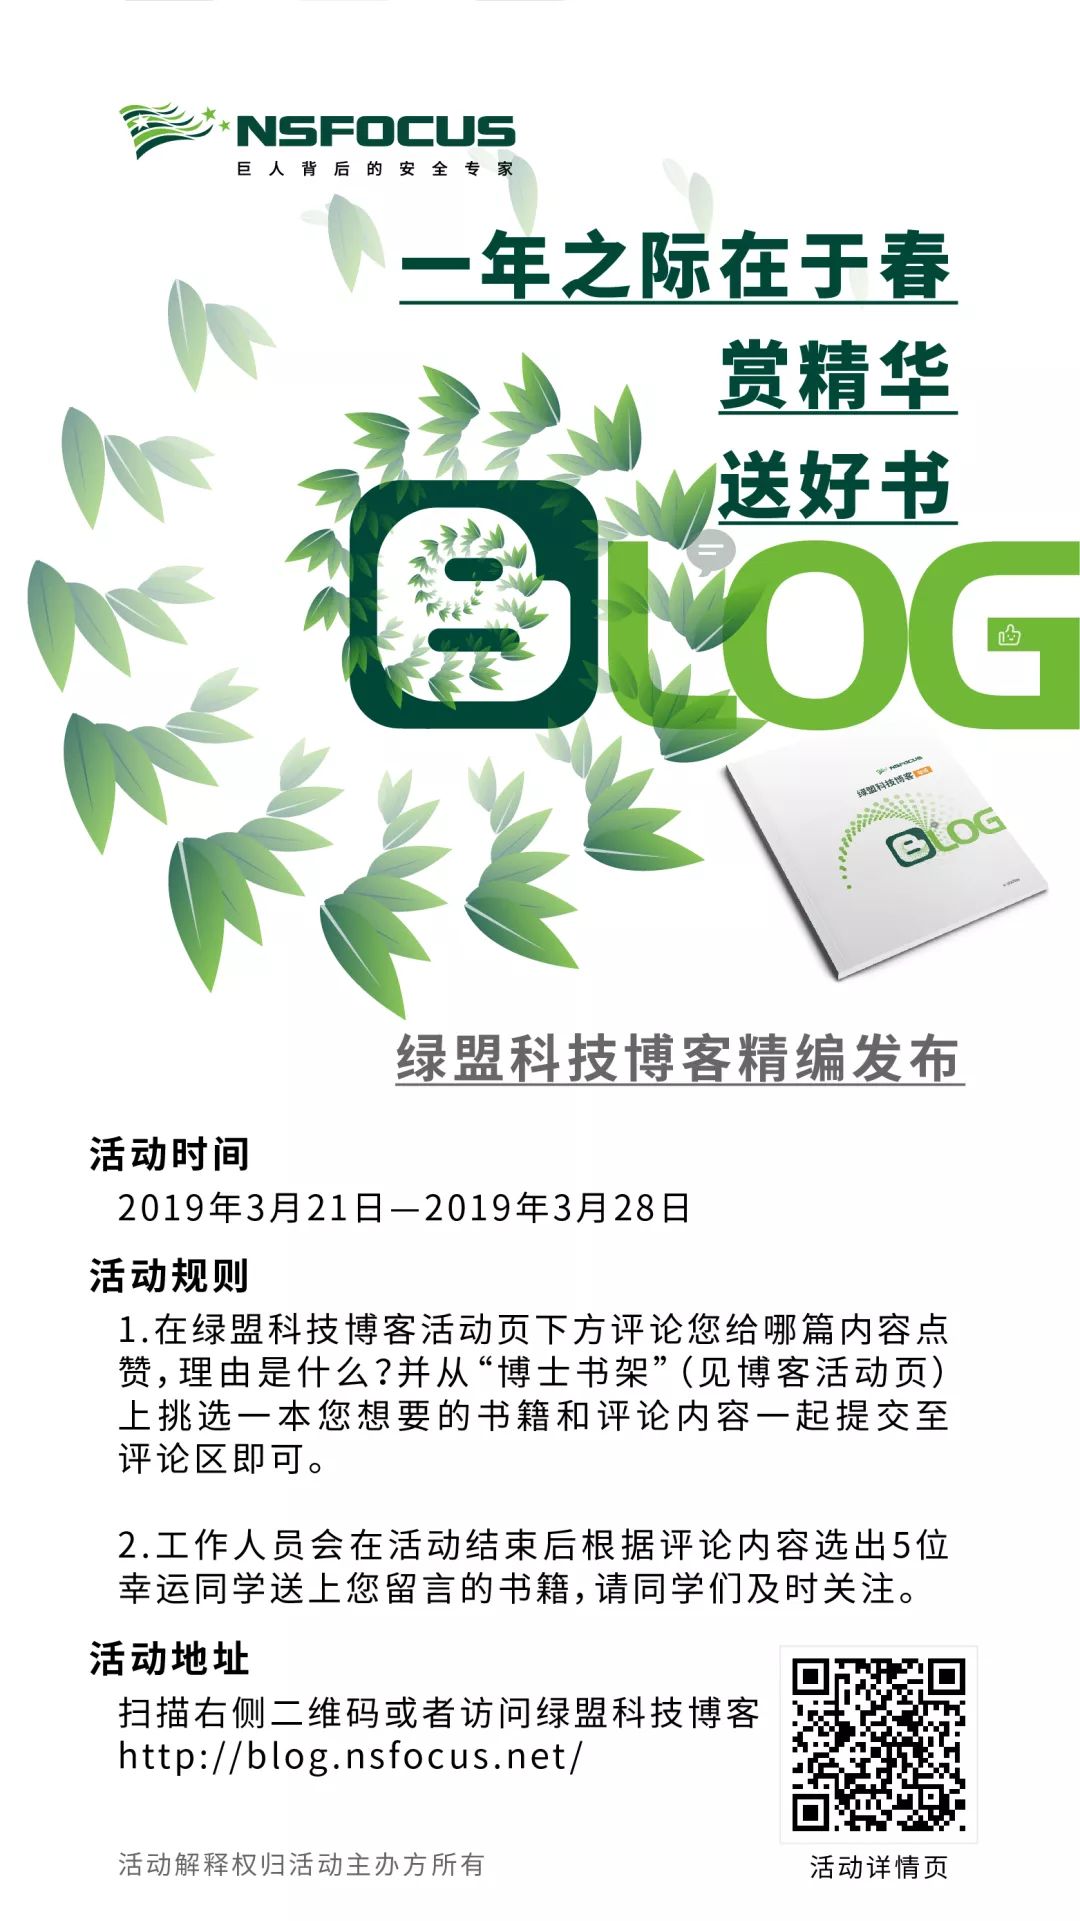 NSFOCUS
巨人背后的安全专家
一年之际在于春
赏精华
送好书
BLOG
NSFOCUS
绿盟科技博客
BLOG
绿盟科技博客精编发布
活动时间
2019年3月21日—2019年3月28日
活动规则
1.在绿盟科技博客活动页下方评论您给哪篇内容点
赞，理由是什么？并从“博士书架”（见博客活动页）
上挑选一本您想要的书籍和评论内容一起提交至
评论区即可。
2.工作人员会在活动结束后根据评论内容选出5位
幸运同学送上您留言的书籍，请同学们及时关注。
活动地址
扫描右侧二维码或者访问绿盟科技博客
http://blog.nsfocus.net/
活动解释权归活动主办方所有
活动详情页